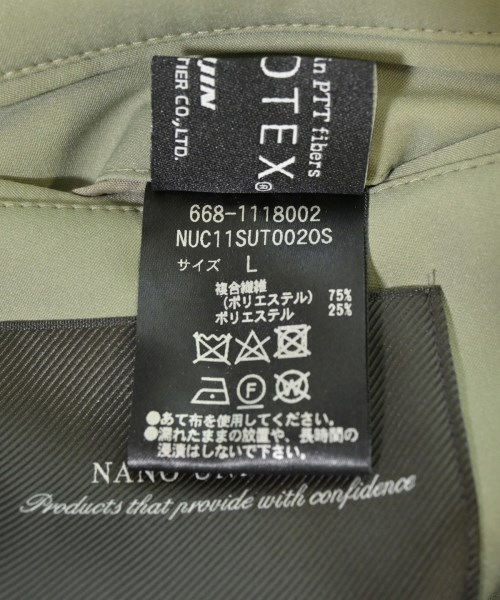 in PTT fibers
OTEX®
JIN
TIER CO.,LTD.
668-1118002
NUC11SUT0020S
サイズ L
複合繊維
(ポリエステル) 75%
ポリエステル 25%
●あて布を使用してください。
●濡れたままの放置や、長時間の
浸漬はしないで下さい。
NANO
Products that provide with confidence